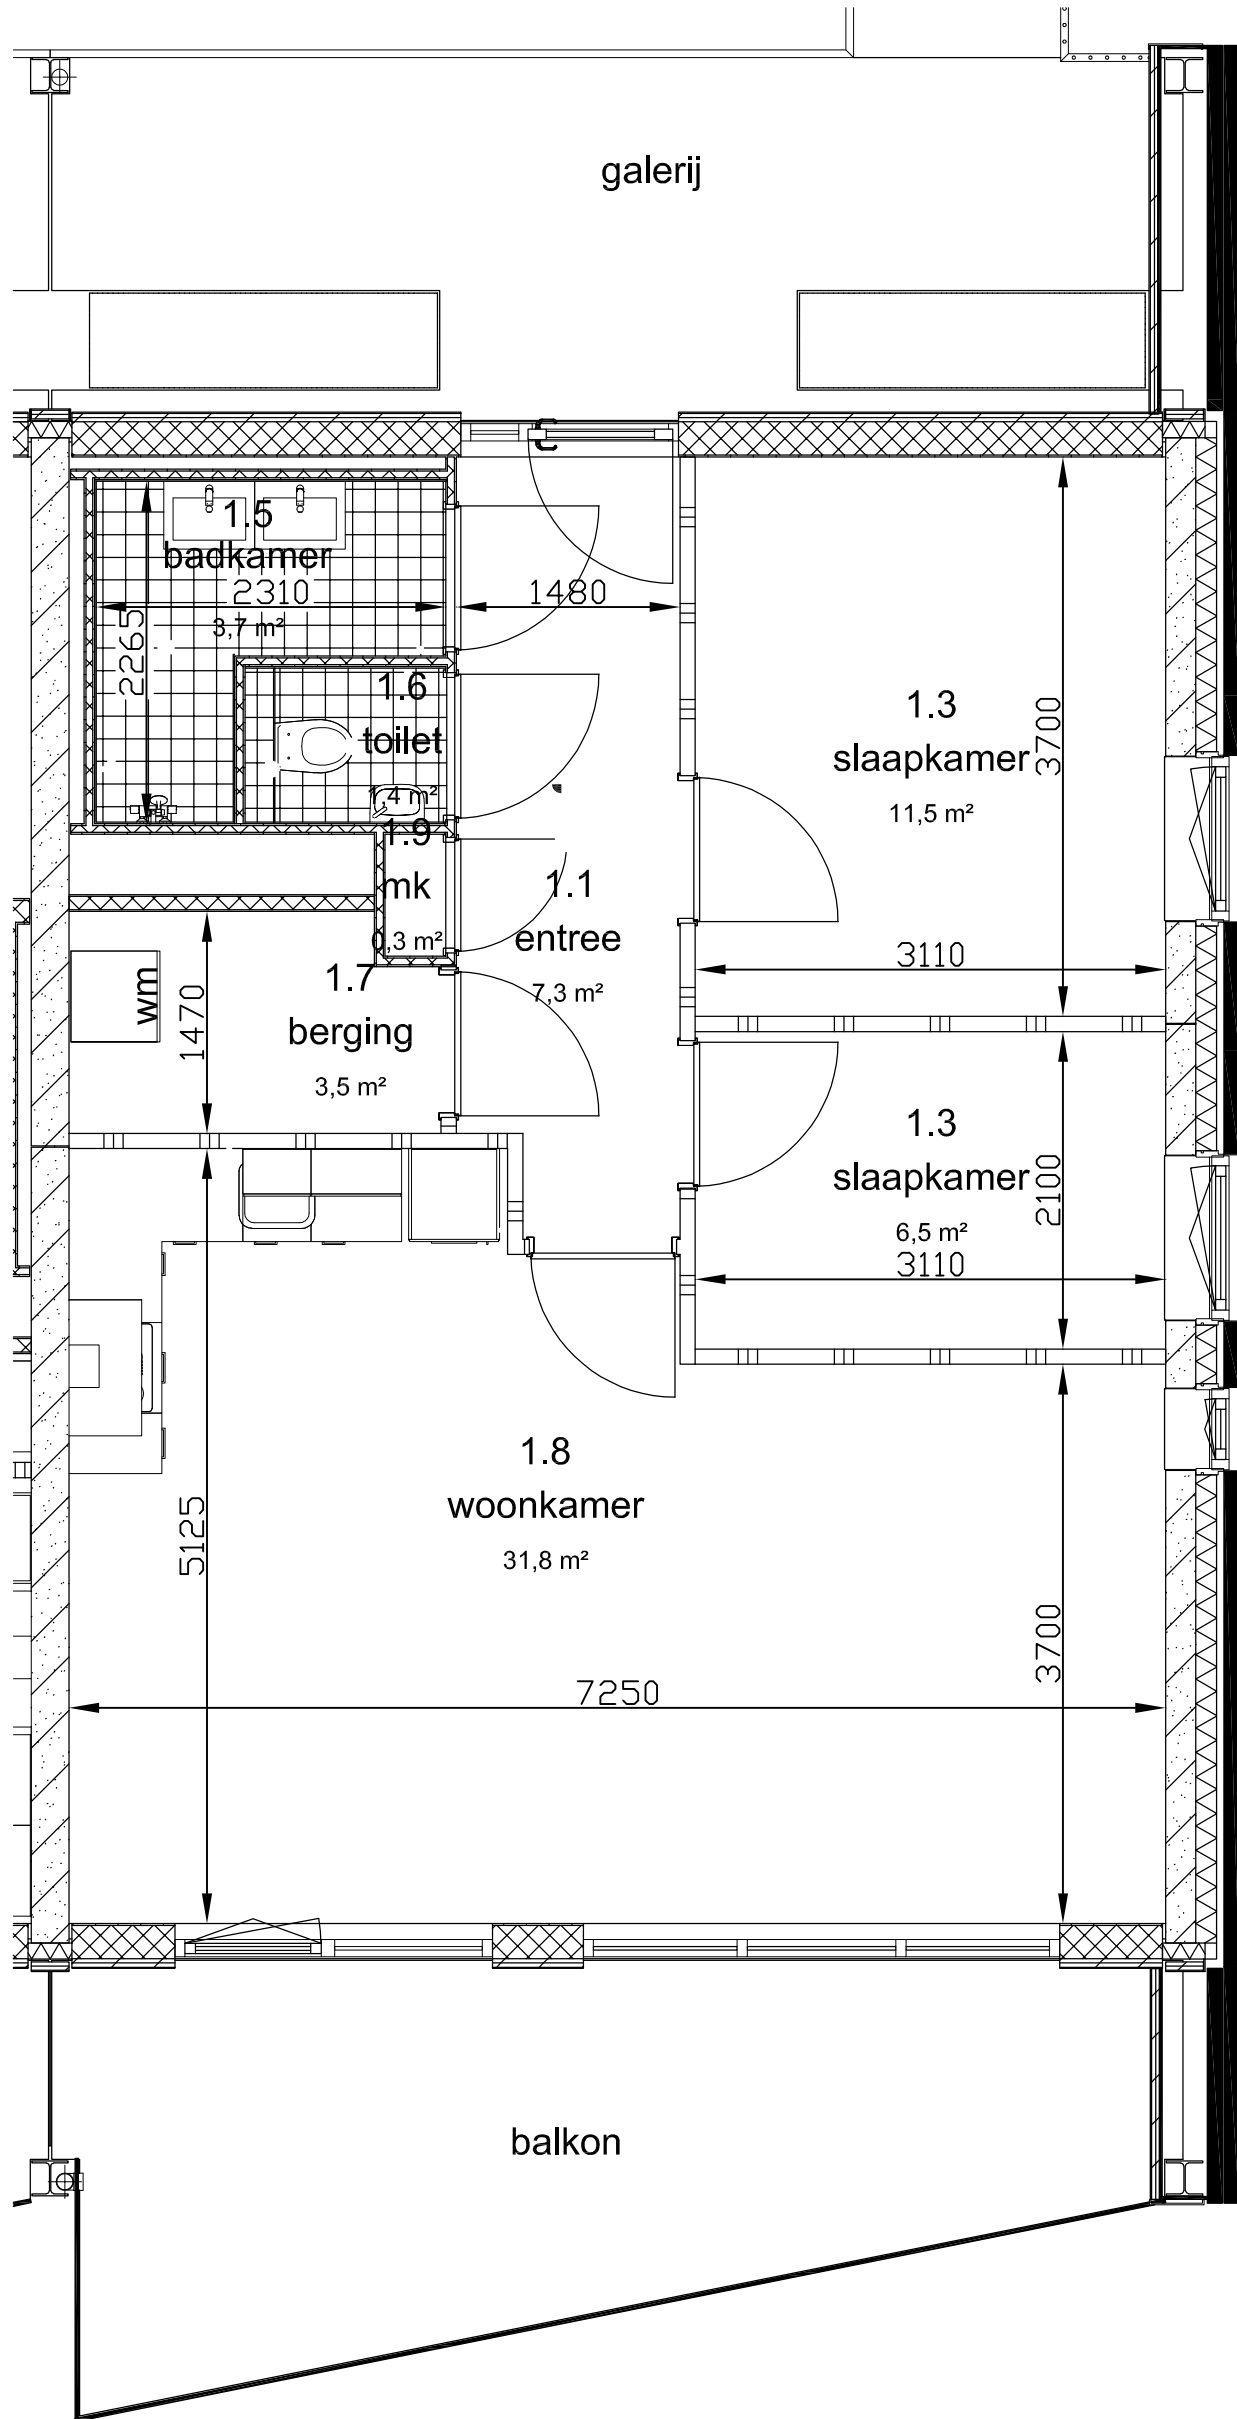 galerij
1.5
badkamer
2310
3,7 m²
2265
1480
1.6
toilet
1,4 m²
1.3
slaapkamer
11,5 m²
3700
3110
1.9
mk
0,3 m²
1.1
entree
7,3 m²
wm
1470
1.7
berging
3,5 m²
1.3
slaapkamer
6,5 m²
2100
3110
1.8
woonkamer
31,8 m²
5125
3700
7250
balkon